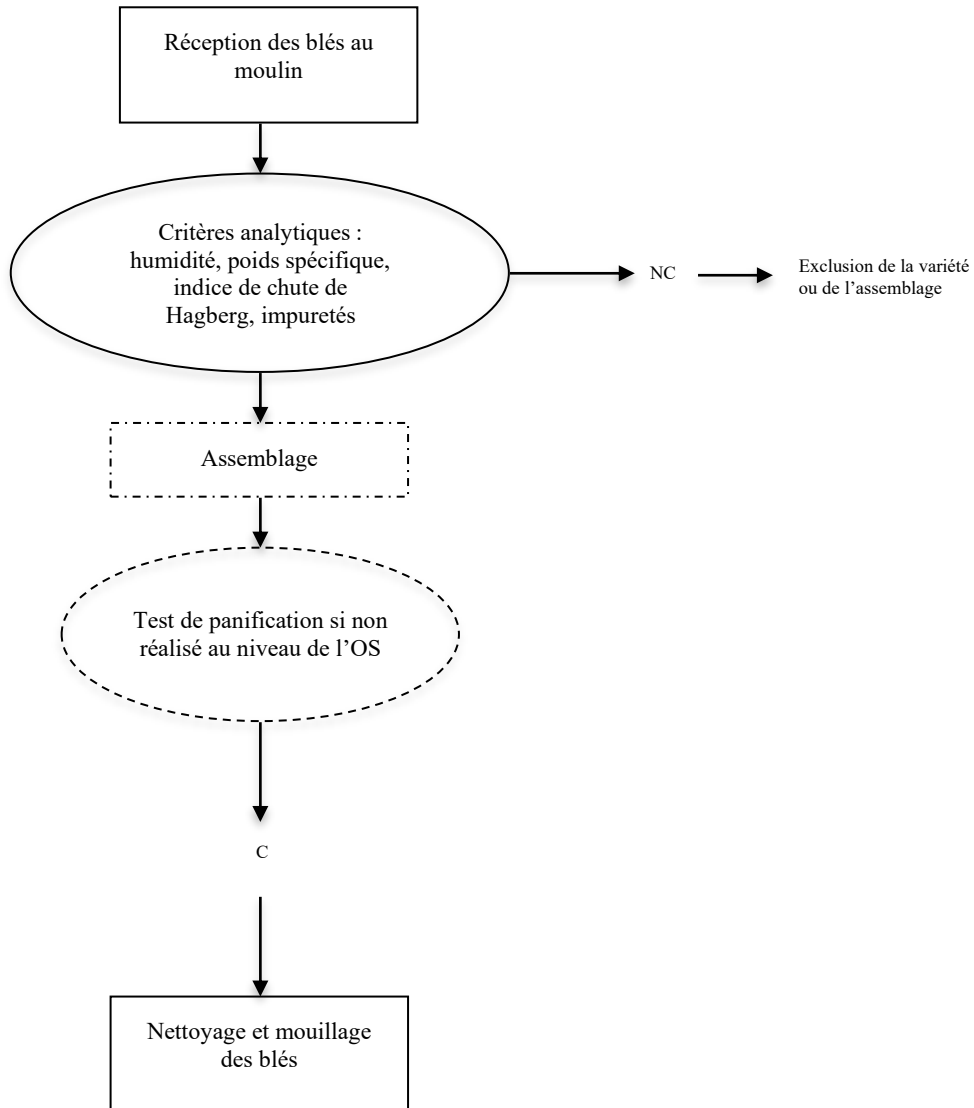 Réception des blés au
moulin
Critères analytiques :
humidité, poids spécifique,
indice de chute de
Hagberg, impuretés
NC
Exclusion de la variété
ou de l’assemblage
Assemblage
Test de panification si non
réalisé au niveau de l’OS
C
Nettoyage et mouillage
des blés